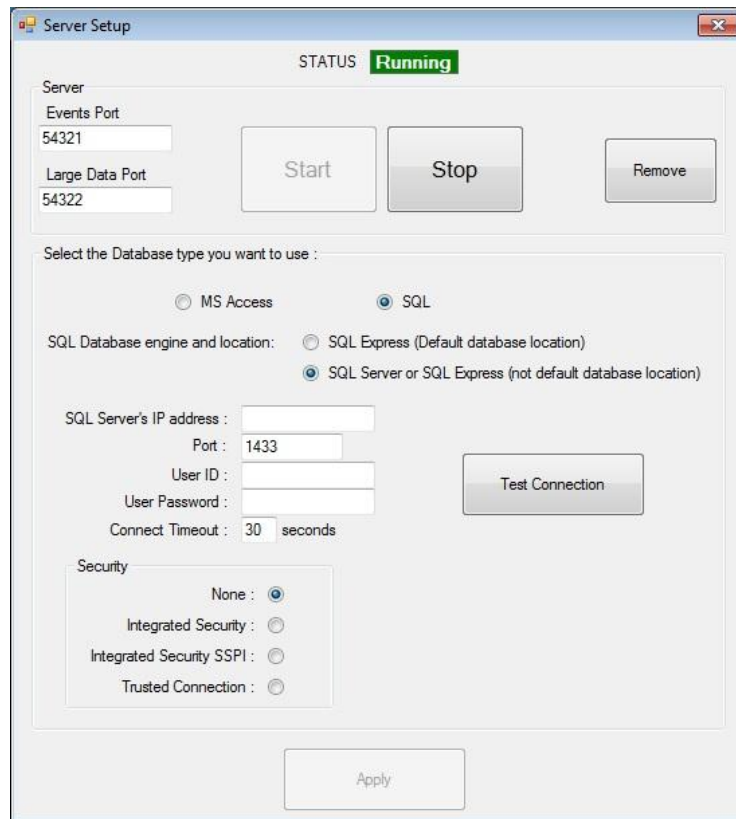 Server Setup
STATUS Running
Server
Events Port
54321
Large Data Port
54322
Start
Stop
Remove
Select the Database type you want to use :
MS Access
SQL
SQL Database engine and location:
SQL Express (Default database location)
SQL Server or SQL Express (not default database location)
SQL Server's IP address :
Port : 1433
User ID :
User Password :
Connect Timeout : 30 seconds
Test Connection
Security
None :
Integrated Security :
Integrated Security SSPI :
Trusted Connection :
Apply